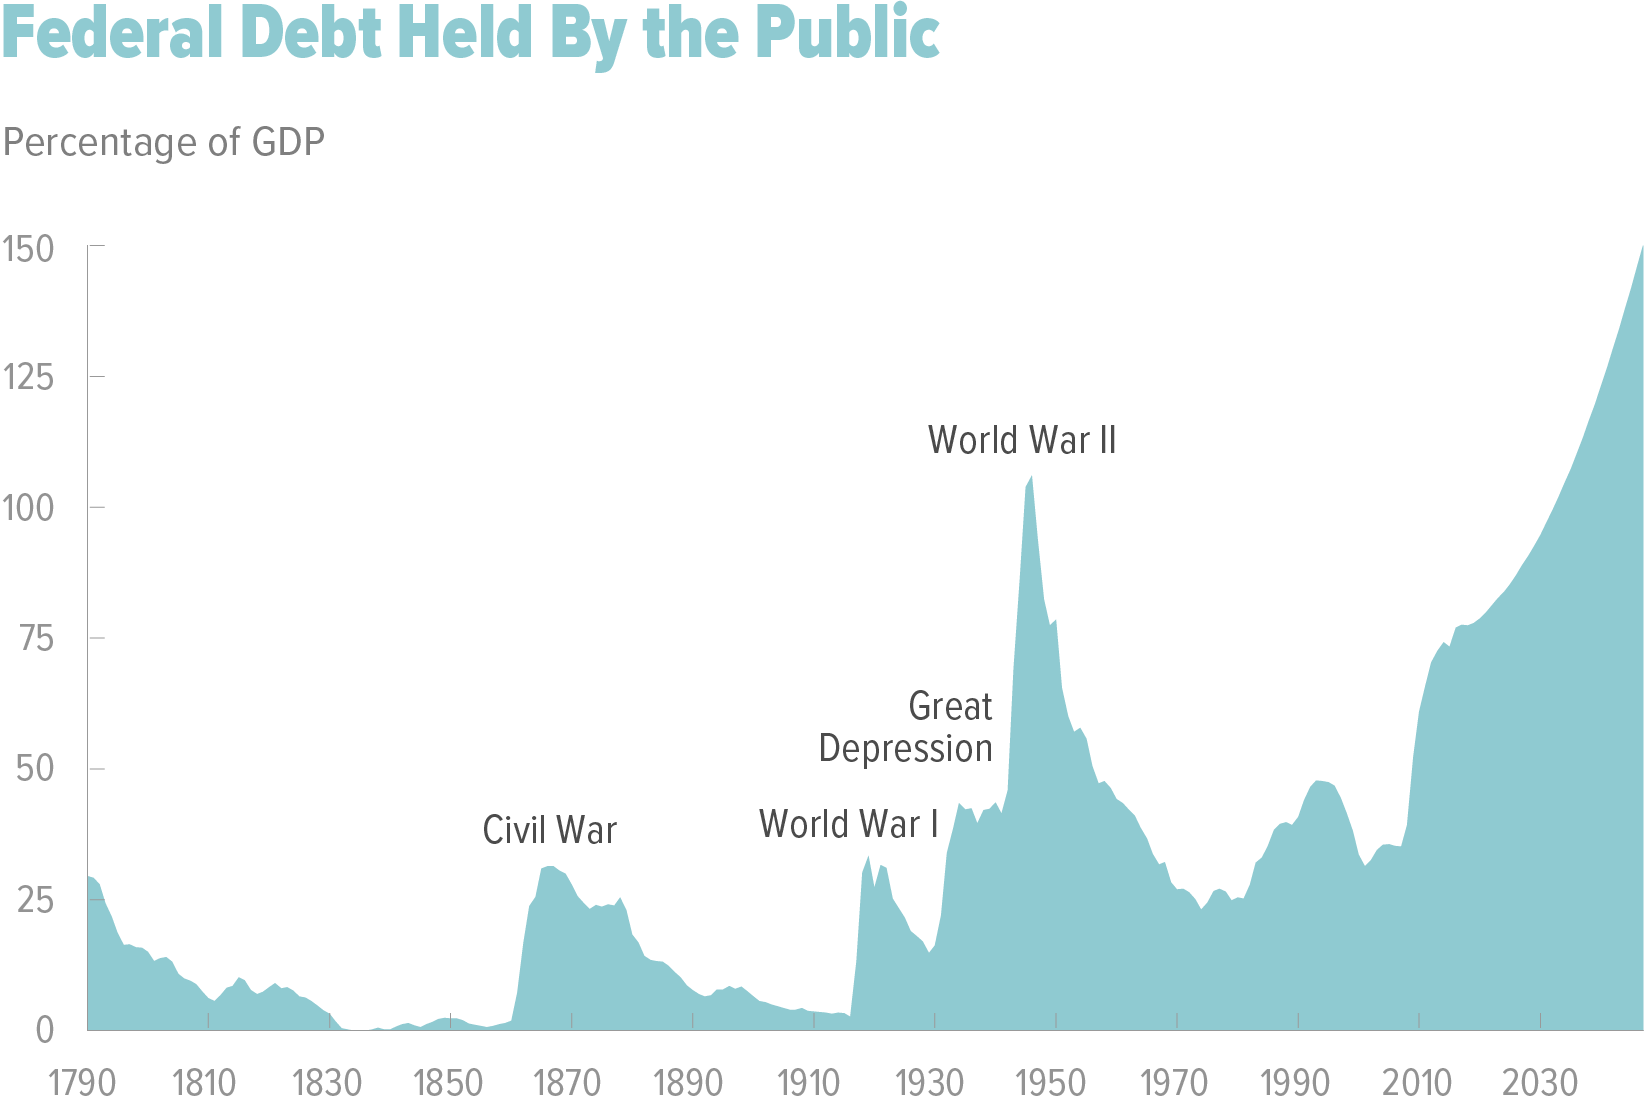 Federal Debt Held By the Public
Percentage of GDP
150
125
100
75
50
25
0
World War II
Great
Depression
World War I
Civil War
1790 1810 1830 1850 1870 1890 1910 1930 1950 1970 1990 2010 2030